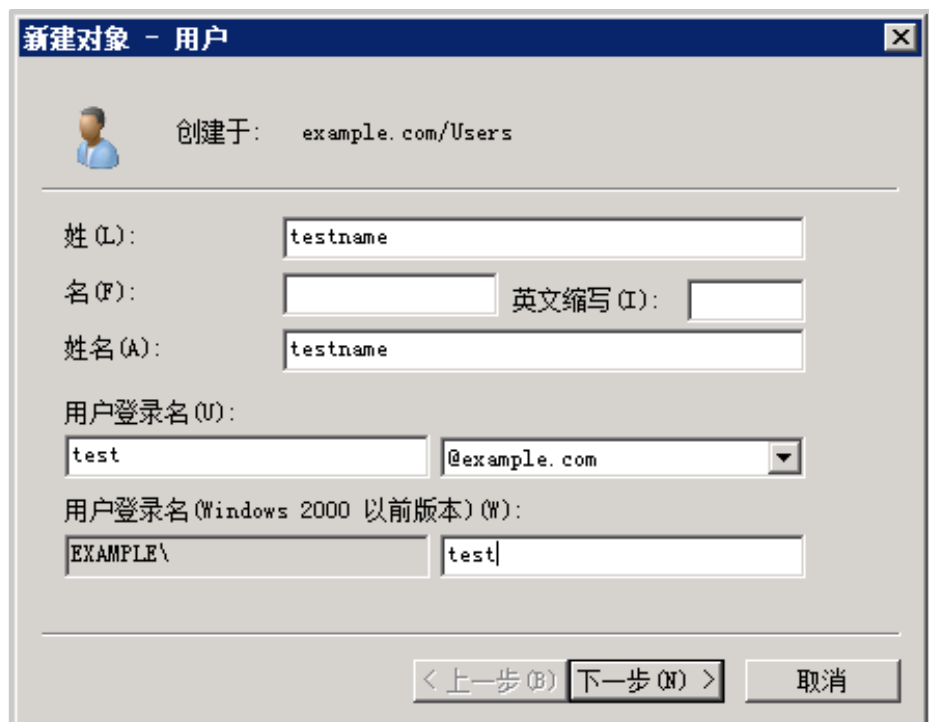 新建对象 - 用户
创建于: example.com/Users
姓(L): testname
名(F): 英文缩写(I):
姓名(A): testname
用户登录名(U):
test @example.com
用户登录名(Windows 2000 以前版本)(W):
EXAMPLE\ test
< 上一步(B) 下一步(N) > 取消